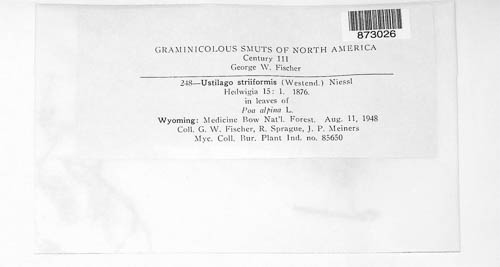 873026
GRAMINICOLOUS SMUTS OF NORTH AMERICA
Century III
George W. Fischer
248—Ustilago striiformis (Westend.) Niessl
Hedwigia 15: 1. 1876.
in leaves of
Poa alpina L.
Wyoming: Medicine Bow Nat'l. Forest. Aug. 11, 1948
Coll. G. W. Fischer, R. Sprague, J. P. Meiners
Myc. Coll. Bur. Plant Ind. no. 85650